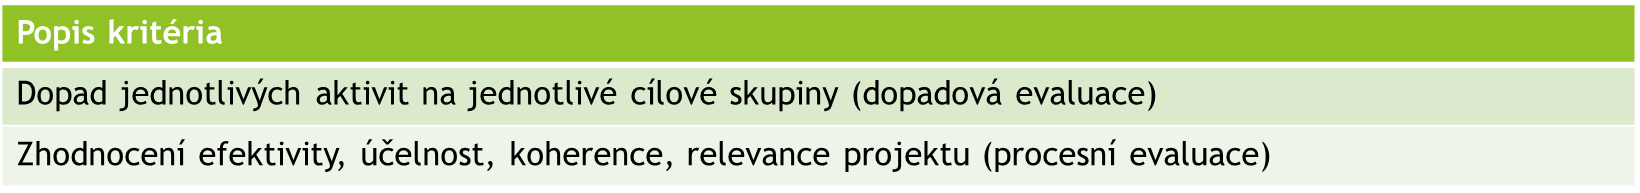 Popis kritéria
Dopad jednotlivých aktivit na jednotlivé cílové skupiny (dopadová evaluace)
Zhodnocení efektivity, účelnost, koherence, relevance projektu (procesní evaluace)